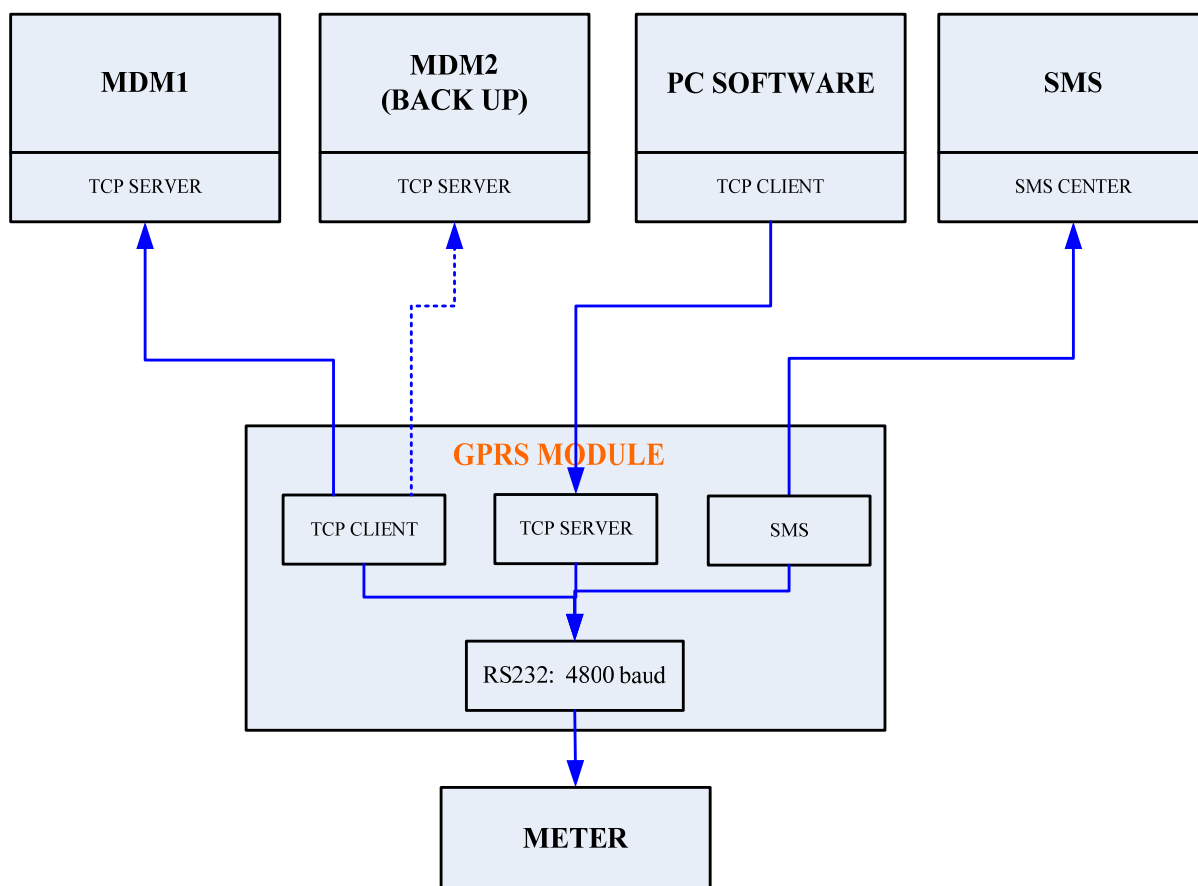 MDM1
MDM2
(BACK UP)
PC SOFTWARE
SMS
TCP SERVER
TCP SERVER
TCP CLIENT
SMS CENTER
GPRS MODULE
TCP CLIENT
TCP SERVER
SMS
RS232: 4800 baud
METER